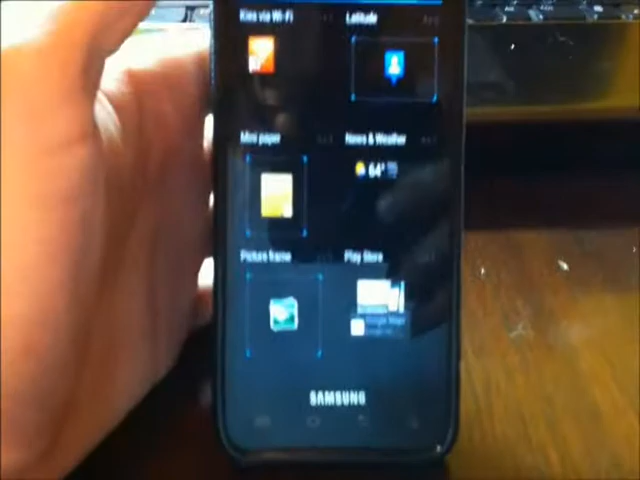 Kies via Wi-Fi
Latitude
Mini paper
News & Weather
64°
Picture frame
Play Store
SAMSUNG